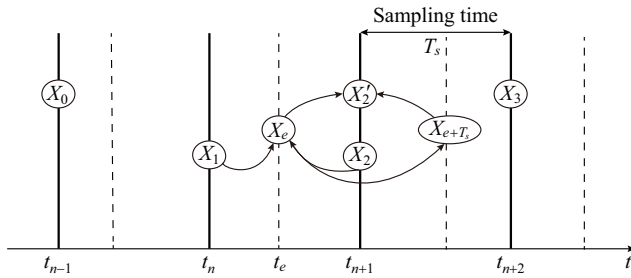 Sampling time
T_s
X_0
X_2'
X_3
X_e
X_{e+T_s}
X_1
X_2
t_{n-1}
t_n
t_e
t_{n+1}
t_{n+2}
t